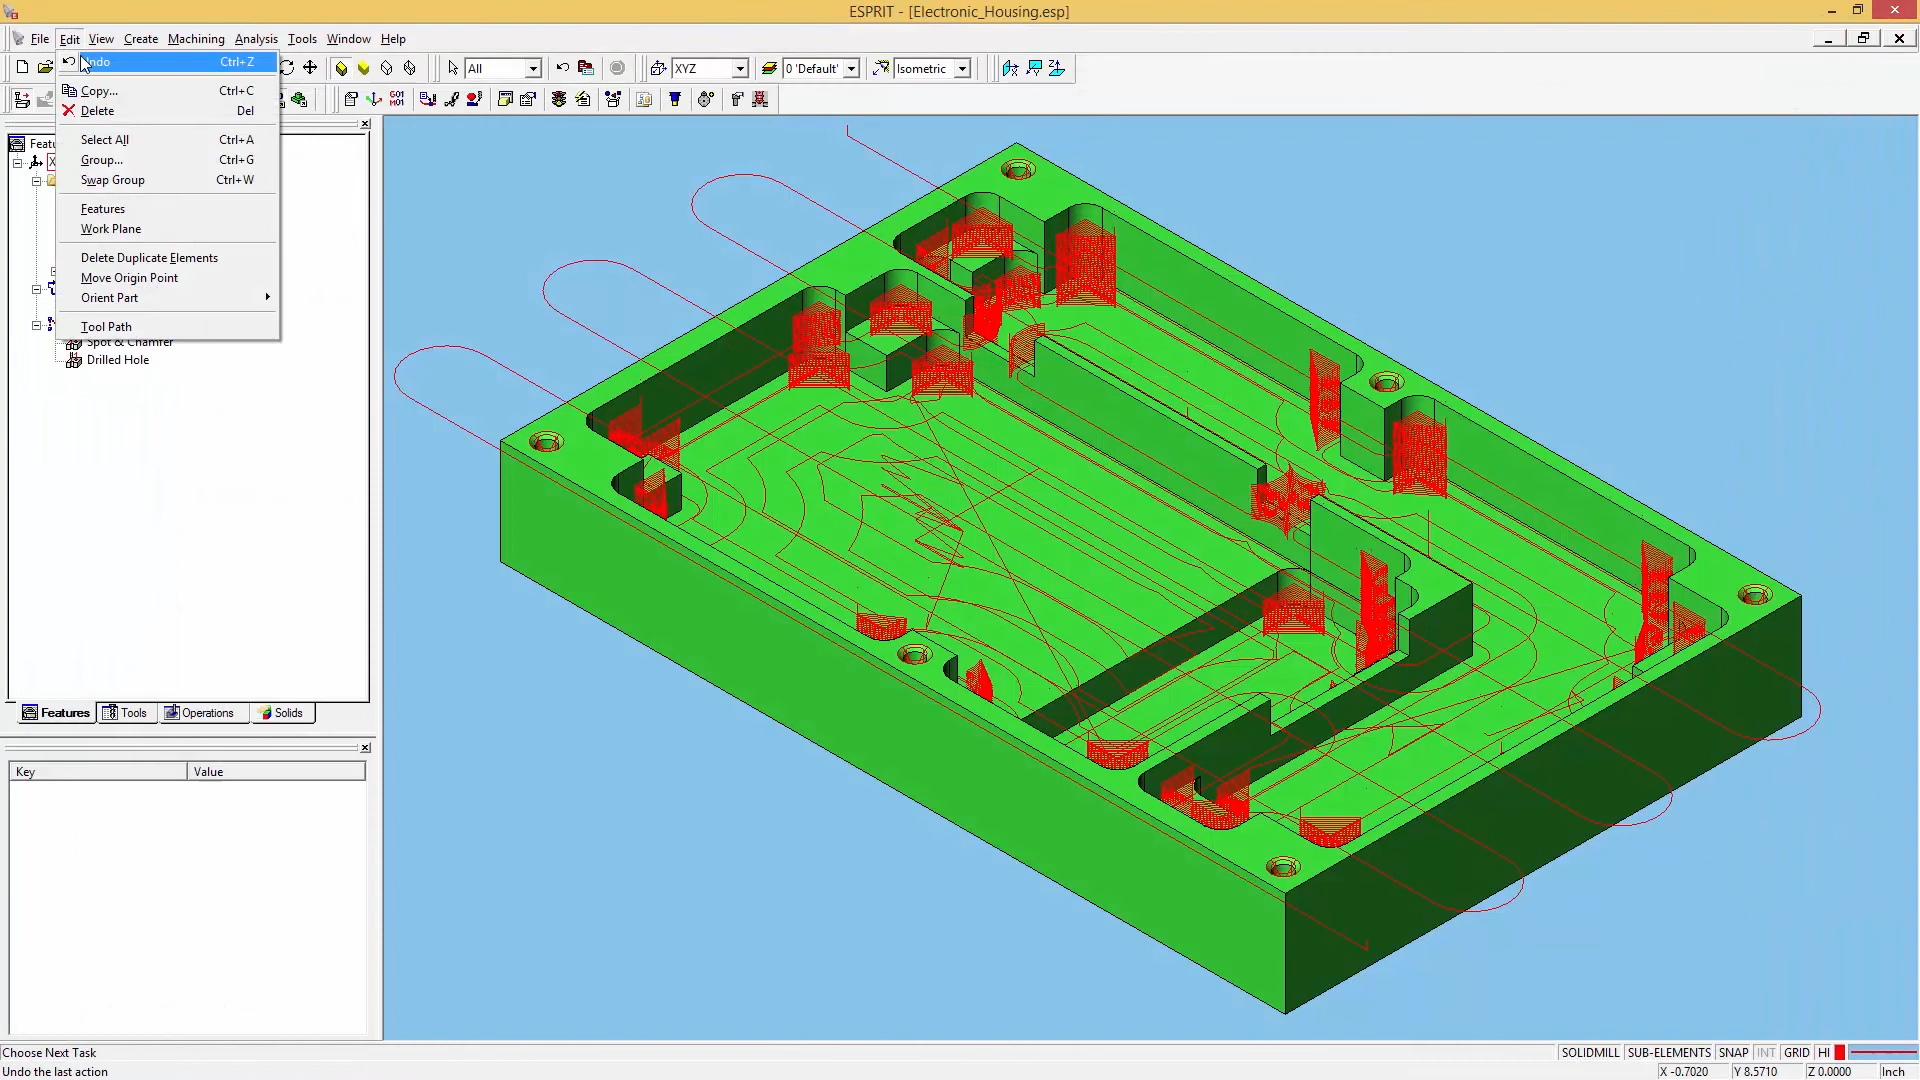 ESPRIT - [Electronic_Housing.esp]
File Edit View Create Machining Analysis Tools Window Help
Undo Ctrl+Z
All XYZ 0 'Default' Isometric
Copy... Ctrl+C
G01
M01
Delete Del
Select All Ctrl+A
Group... Ctrl+G
Swap Group Ctrl+W
Features
Work Plane
Delete Duplicate Elements
Move Origin Point
Orient Part
Tool Path
Spot & Chamfer
Drilled Hole
Features Tools Operations Solids
Key Value
Choose Next Task SOLIDMILL SUB-ELEMENTS SNAP INT GRID HI
Undo the last action X -0.7020 Y 8.5710 Z 0.0000 Inch